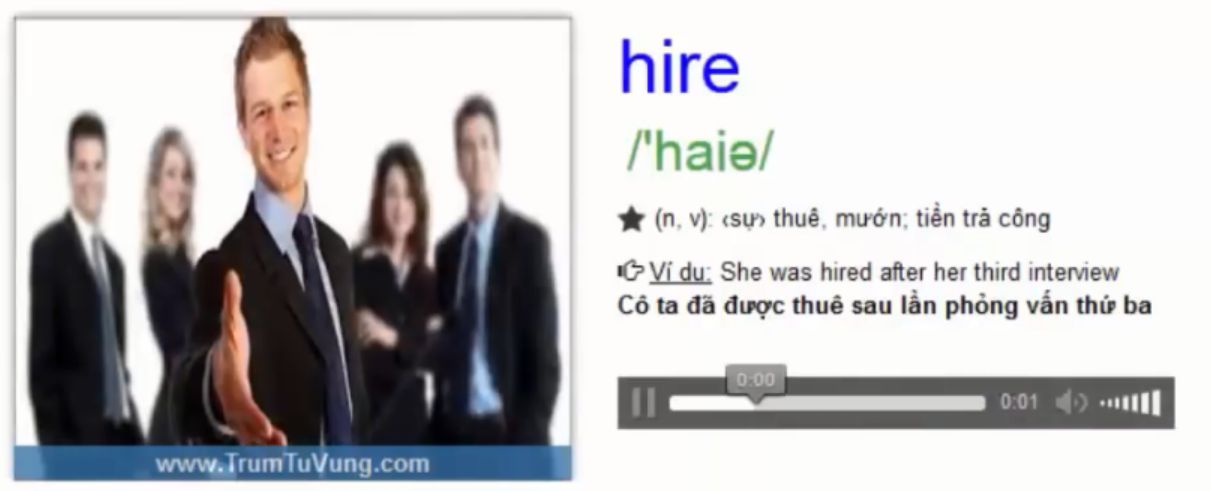 hire
/'haiə/
★ (n, v): ‹sự› thuê, mướn; tiền trả công
Ví du: She was hired after her third interview
Cô ta đã được thuê sau lần phỏng vấn thứ ba
0:00
0:01
www.TrumTuVung.com